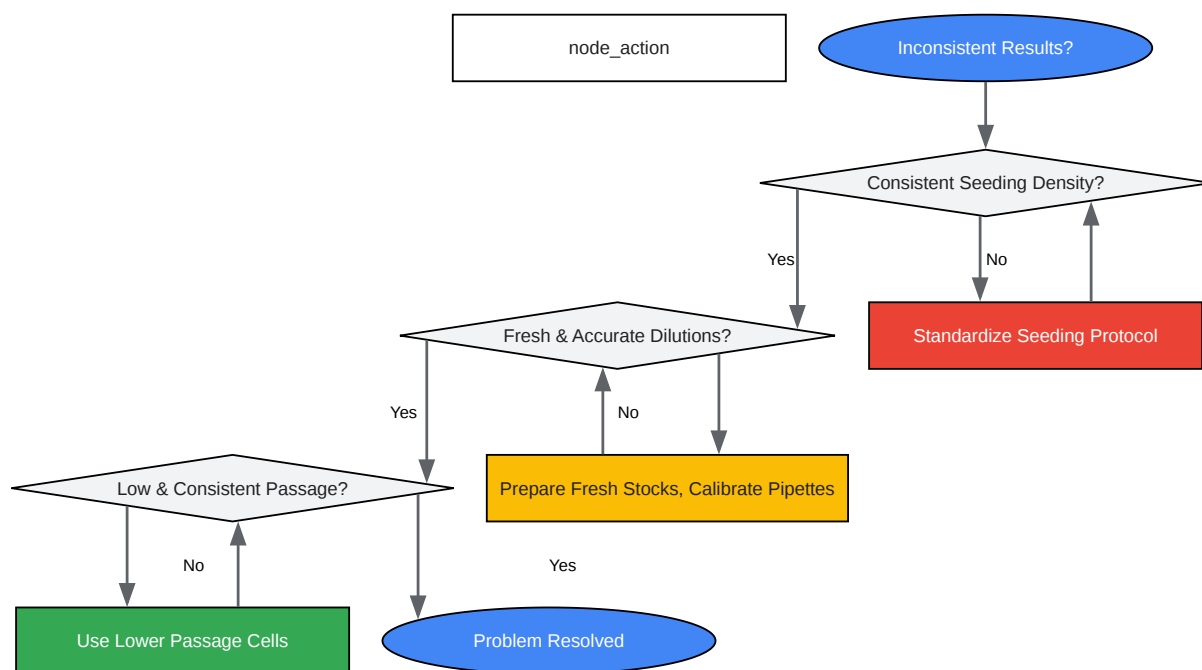 node_action
Inconsistent Results?
Consistent Seeding Density?
Yes
No
Standardize Seeding Protocol
Fresh & Accurate Dilutions?
Yes
No
Prepare Fresh Stocks, Calibrate Pipettes
Low & Consistent Passage?
No
Yes
Use Lower Passage Cells
Problem Resolved